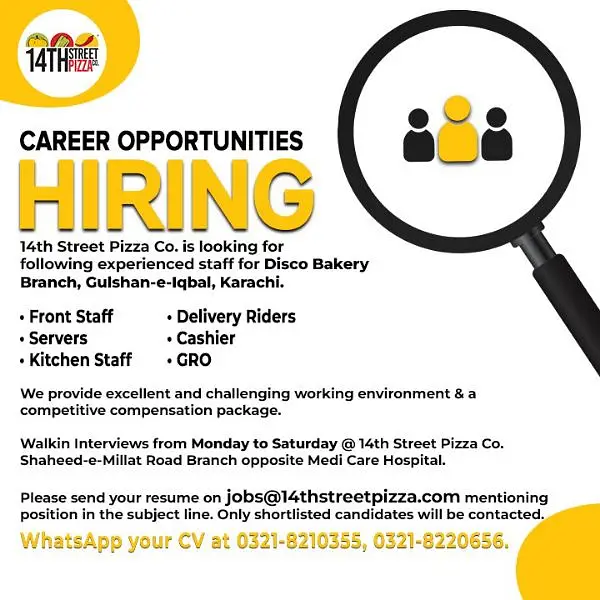 14TH STREET
PIZZA CO.
CAREER OPPORTUNITIES
HIRING
14th Street Pizza Co. is looking for
following experienced staff for Disco Bakery
Branch, Gulshan-e-Iqbal, Karachi.
• Front Staff
• Servers
• Kitchen Staff
• Delivery Riders
• Cashier
• GRO
We provide excellent and challenging working environment & a
competitive compensation package.
Walkin Interviews from Monday to Saturday @ 14th Street Pizza Co.
Shaheed-e-Millat Road Branch opposite Medi Care Hospital.
Please send your resume on jobs@14thstreetpizza.com mentioning
position in the subject line. Only shortlisted candidates will be contacted.
WhatsApp your CV at 0321-8210355, 0321-8220656.